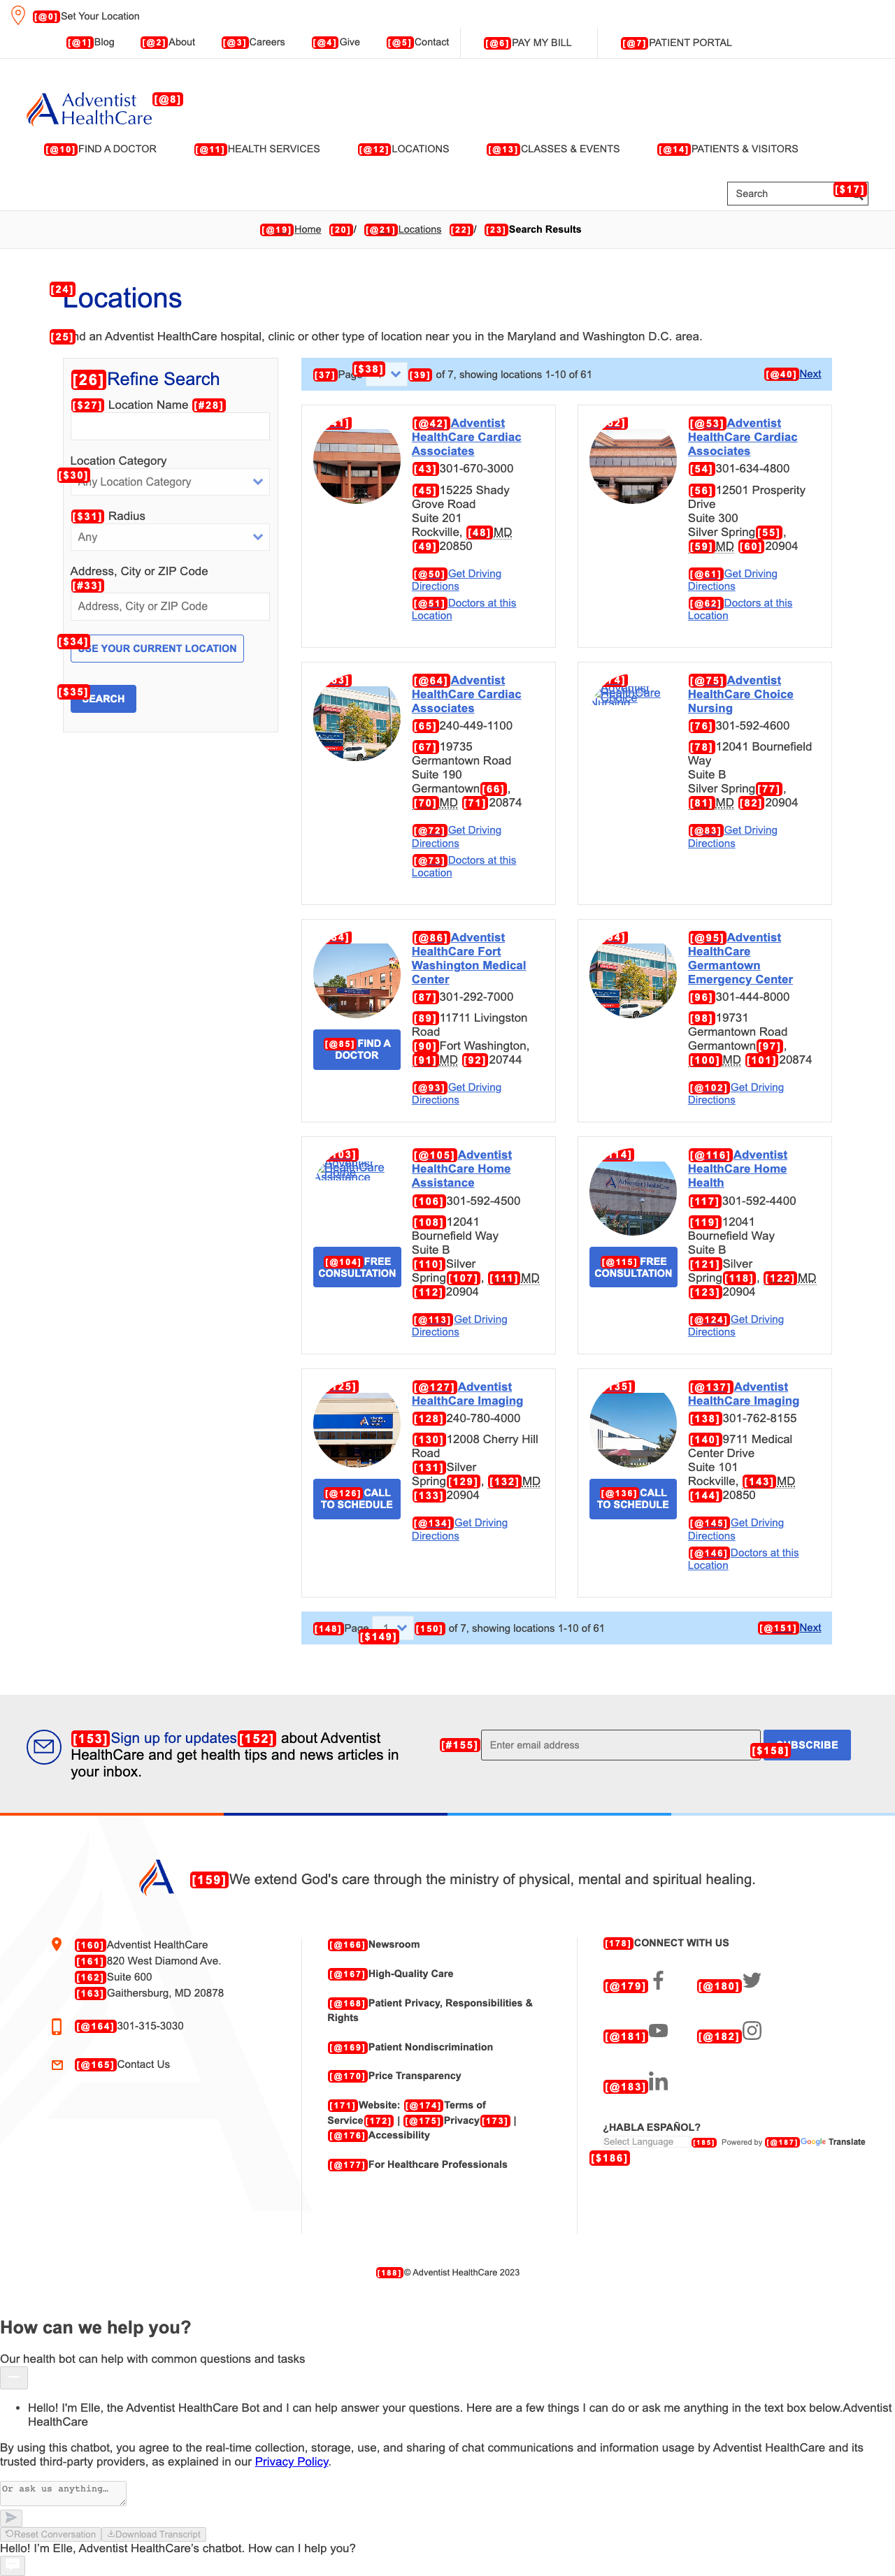 [@0]Set Your Location
[@1]Blog [@2]About [@3]Careers [@4]Give [@5]Contact [@6]PAY MY BILL [@7]PATIENT PORTAL
Adventist HealthCare [@8]
[@10]FIND A DOCTOR [@11]HEALTH SERVICES [@12]LOCATIONS [@13]CLASSES & EVENTS [@14]PATIENTS & VISITORS
Search [$17]
[@19]Home [20]/ [@21]Locations [22]/ [@23]Search Results
[24]
Locations
[25]nd an Adventist HealthCare hospital, clinic or other type of location near you in the Maryland and Washington D.C. area.
[26]Refine Search
[$27] Location Name [#28]
Location Category
[$30] Any Location Category
[$31] Radius
Any
Address, City or ZIP Code
[#33]
Address, City or ZIP Code
[$34] USE YOUR CURRENT LOCATION
[$35] SEARCH
[37]Page [$38] [39] of 7, showing locations 1-10 of 61 [@40]Next
[@42]Adventist
HealthCare Cardiac
Associates
[43]301-670-3000
[45]15225 Shady
Grove Road
Suite 201
Rockville, [48]MD
[49]20850
[@50]Get Driving
Directions
[@51]Doctors at this
Location
[@53]Adventist
HealthCare Cardiac
Associates
[54]301-634-4800
[56]12501 Prosperity
Drive
Suite 300
Silver Spring[55],
[59]MD [60]20904
[@61]Get Driving
Directions
[@62]Doctors at this
Location
[@64]Adventist
HealthCare Cardiac
Associates
[65]240-449-1100
[67]19735
Germantown Road
Suite 190
Germantown[66],
[70]MD [71]20874
[@72]Get Driving
Directions
[@73]Doctors at this
Location
Adventist
HealthCare
Choice
Nursing
[@75]Adventist
HealthCare Choice
Nursing
[76]301-592-4600
[78]12041 Bournefield
Way
Suite B
Silver Spring[77],
[81]MD [82]20904
[@83]Get Driving
Directions
[@85]FIND A
DOCTOR
[@86]Adventist
HealthCare Fort
Washington Medical
Center
[87]301-292-7000
[89]11711 Livingston
Road
[90]Fort Washington,
[91]MD [92]20744
[@93]Get Driving
Directions
[@95]Adventist
HealthCare
Germantown
Emergency Center
[96]301-444-8000
[98]19731
Germantown Road
Germantown[97],
[100]MD [101]20874
[@102]Get Driving
Directions
Adventist
HealthCare
Home
Assistance
[@104]FREE
CONSULTATION
[@105]Adventist
HealthCare Home
Assistance
[106]301-592-4500
[108]12041
Bournefield Way
Suite B
[110]Silver
Spring[107], [111]MD
[112]20904
[@113]Get Driving
Directions
[@115]FREE
CONSULTATION
[@116]Adventist
HealthCare Home
Health
[117]301-592-4400
[119]12041
Bournefield Way
Suite B
[121]Silver
Spring[118], [122]MD
[123]20904
[@124]Get Driving
Directions
[@126]CALL
TO SCHEDULE
[@127]Adventist
HealthCare Imaging
[128]240-780-4000
[130]12008 Cherry Hill
Road
[131]Silver
Spring[129], [132]MD
[133]20904
[@134]Get Driving
Directions
[@136]CALL
TO SCHEDULE
[@137]Adventist
HealthCare Imaging
[138]301-762-8155
[140]9711 Medical
Center Drive
Suite 101
Rockville, [143]MD
[144]20850
[@145]Get Driving
Directions
[@146]Doctors at this
Location
[148]Page 1 [$149] [150] of 7, showing locations 1-10 of 61 [@151]Next
[153]Sign up for updates[152] about Adventist
HealthCare and get health tips and news articles in
your inbox.
[#155] Enter email address [$158] SUBSCRIBE
[159]We extend God's care through the ministry of physical, mental and spiritual healing.
[160]Adventist HealthCare
[161]820 West Diamond Ave.
[162]Suite 600
[163]Gaithersburg, MD 20878
[@164]301-315-3030
[@165]Contact Us
[@166]Newsroom
[@167]High-Quality Care
[@168]Patient Privacy, Responsibilities &
Rights
[@169]Patient Nondiscrimination
[@170]Price Transparency
[171]Website: [@174]Terms of
Service[172] | [@175]Privacy[173] |
[@176]Accessibility
[@177]For Healthcare Professionals
[178]CONNECT WITH US
[@179] [@180]
[@181] [@182]
[@183]
¿HABLA ESPAÑOL?
Select Language [185] Powered by [@187]Google Translate
[$186]
[188]© Adventist HealthCare 2023
How can we help you?
Our health bot can help with common questions and tasks
• Hello! I'm Elle, the Adventist HealthCare Bot and I can help answer your questions. Here are a few things I can do or ask me anything in the text box below.Adventist
HealthCare
By using this chatbot, you agree to the real-time collection, storage, use, and sharing of chat communications and information usage by Adventist HealthCare and its
trusted third-party providers, as explained in our Privacy Policy.
Or ask us anything…
Reset Conversation Download Transcript
Hello! I'm Elle, Adventist HealthCare's chatbot. How can I help you?